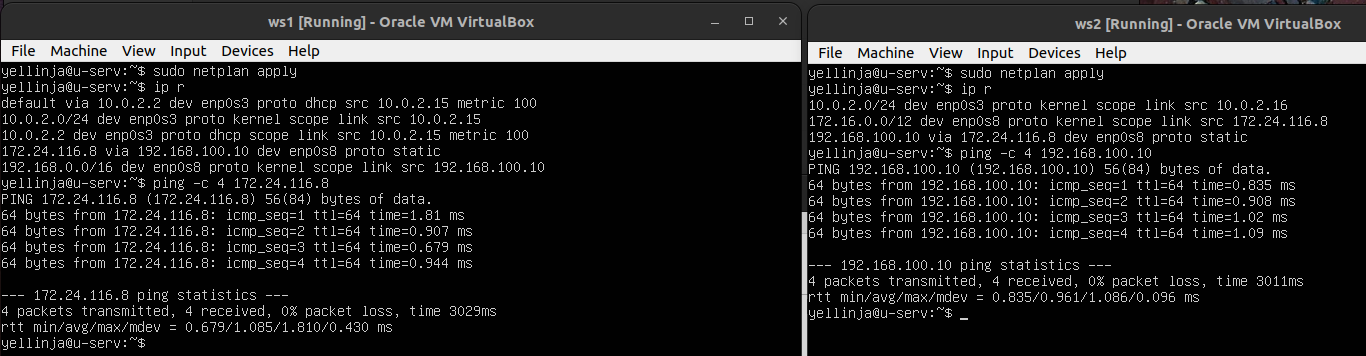 ws1 [Running] - Oracle VM VirtualBox
File Machine View Input Devices Help
yellinja@u-serv:~$ sudo netplan apply
yellinja@u-serv:~$ ip r
default via 10.0.2.2 dev enp0s3 proto dhcp src 10.0.2.15 metric 100
10.0.2.0/24 dev enp0s3 proto kernel scope link src 10.0.2.15
10.0.2.2 dev enp0s3 proto dhcp scope link src 10.0.2.15 metric 100
172.24.116.8 via 192.168.100.10 dev enp0s8 proto static
192.168.0.0/16 dev enp0s8 proto kernel scope link src 192.168.100.10
yellinja@u-serv:~$ ping -c 4 172.24.116.8
PING 172.24.116.8 (172.24.116.8) 56(84) bytes of data.
64 bytes from 172.24.116.8: icmp_seq=1 ttl=64 time=1.81 ms
64 bytes from 172.24.116.8: icmp_seq=2 ttl=64 time=0.907 ms
64 bytes from 172.24.116.8: icmp_seq=3 ttl=64 time=0.679 ms
64 bytes from 172.24.116.8: icmp_seq=4 ttl=64 time=0.944 ms
--- 172.24.116.8 ping statistics ---
4 packets transmitted, 4 received, 0% packet loss, time 3029ms
rtt min/avg/max/mdev = 0.679/1.085/1.810/0.430 ms
yellinja@u-serv:~$
ws2 [Running] - Oracle VM VirtualBox
File Machine View Input Devices Help
yellinja@u-serv:~$ sudo netplan apply
yellinja@u-serv:~$ ip r
10.0.2.0/24 dev enp0s3 proto kernel scope link src 10.0.2.16
172.16.0.0/12 dev enp0s8 proto kernel scope link src 172.24.116.8
192.168.100.10 via 172.24.116.8 dev enp0s8 proto static
yellinja@u-serv:~$ ping -c 4 192.168.100.10
PING 192.168.100.10 (192.168.100.10) 56(84) bytes of data.
64 bytes from 192.168.100.10: icmp_seq=1 ttl=64 time=0.835 ms
64 bytes from 192.168.100.10: icmp_seq=2 ttl=64 time=0.908 ms
64 bytes from 192.168.100.10: icmp_seq=3 ttl=64 time=1.02 ms
64 bytes from 192.168.100.10: icmp_seq=4 ttl=64 time=1.09 ms
--- 192.168.100.10 ping statistics ---
4 packets transmitted, 4 received, 0% packet loss, time 3011ms
rtt min/avg/max/mdev = 0.835/0.961/1.086/0.096 ms
yellinja@u-serv:~$ _